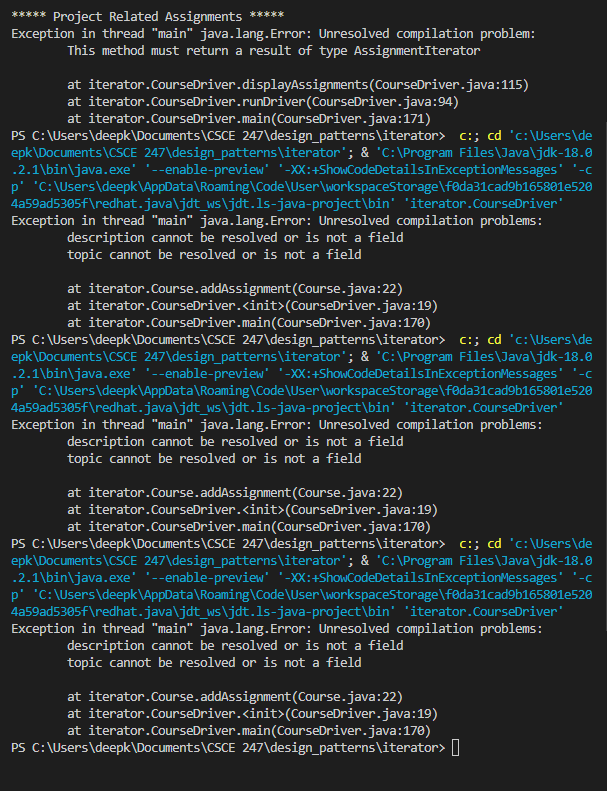 ***** Project Related Assignments *****
Exception in thread "main" java.lang.Error: Unresolved compilation problem:
        This method must return a result of type AssignmentIterator

        at iterator.CourseDriver.displayAssignments(CourseDriver.java:115)
        at iterator.CourseDriver.runDriver(CourseDriver.java:94)
        at iterator.CourseDriver.main(CourseDriver.java:171)
PS C:\Users\deepk\Documents\CSCE 247\design_patterns\iterator>  c:; cd 'c:\Users\de
epk\Documents\CSCE 247\design_patterns\iterator'; & 'C:\Program Files\Java\jdk-18.0
.2.1\bin\java.exe' '--enable-preview' '-XX:+ShowCodeDetailsInExceptionMessages' '-c
p' 'C:\Users\deepk\AppData\Roaming\Code\User\workspaceStorage\f0da31cad9b165801e520
4a59ad5305f\redhat.java\jdt_ws\jdt.ls-java-project\bin' 'iterator.CourseDriver'
Exception in thread "main" java.lang.Error: Unresolved compilation problems:
        description cannot be resolved or is not a field
        topic cannot be resolved or is not a field

        at iterator.Course.addAssignment(Course.java:22)
        at iterator.CourseDriver.<init>(CourseDriver.java:19)
        at iterator.CourseDriver.main(CourseDriver.java:170)
PS C:\Users\deepk\Documents\CSCE 247\design_patterns\iterator>  c:; cd 'c:\Users\de
epk\Documents\CSCE 247\design_patterns\iterator'; & 'C:\Program Files\Java\jdk-18.0
.2.1\bin\java.exe' '--enable-preview' '-XX:+ShowCodeDetailsInExceptionMessages' '-c
p' 'C:\Users\deepk\AppData\Roaming\Code\User\workspaceStorage\f0da31cad9b165801e520
4a59ad5305f\redhat.java\jdt_ws\jdt.ls-java-project\bin' 'iterator.CourseDriver'
Exception in thread "main" java.lang.Error: Unresolved compilation problems:
        description cannot be resolved or is not a field
        topic cannot be resolved or is not a field

        at iterator.Course.addAssignment(Course.java:22)
        at iterator.CourseDriver.<init>(CourseDriver.java:19)
        at iterator.CourseDriver.main(CourseDriver.java:170)
PS C:\Users\deepk\Documents\CSCE 247\design_patterns\iterator>  c:; cd 'c:\Users\de
epk\Documents\CSCE 247\design_patterns\iterator'; & 'C:\Program Files\Java\jdk-18.0
.2.1\bin\java.exe' '--enable-preview' '-XX:+ShowCodeDetailsInExceptionMessages' '-c
p' 'C:\Users\deepk\AppData\Roaming\Code\User\workspaceStorage\f0da31cad9b165801e520
4a59ad5305f\redhat.java\jdt_ws\jdt.ls-java-project\bin' 'iterator.CourseDriver'
Exception in thread "main" java.lang.Error: Unresolved compilation problems:
        description cannot be resolved or is not a field
        topic cannot be resolved or is not a field

        at iterator.Course.addAssignment(Course.java:22)
        at iterator.CourseDriver.<init>(CourseDriver.java:19)
        at iterator.CourseDriver.main(CourseDriver.java:170)
PS C:\Users\deepk\Documents\CSCE 247\design_patterns\iterator>